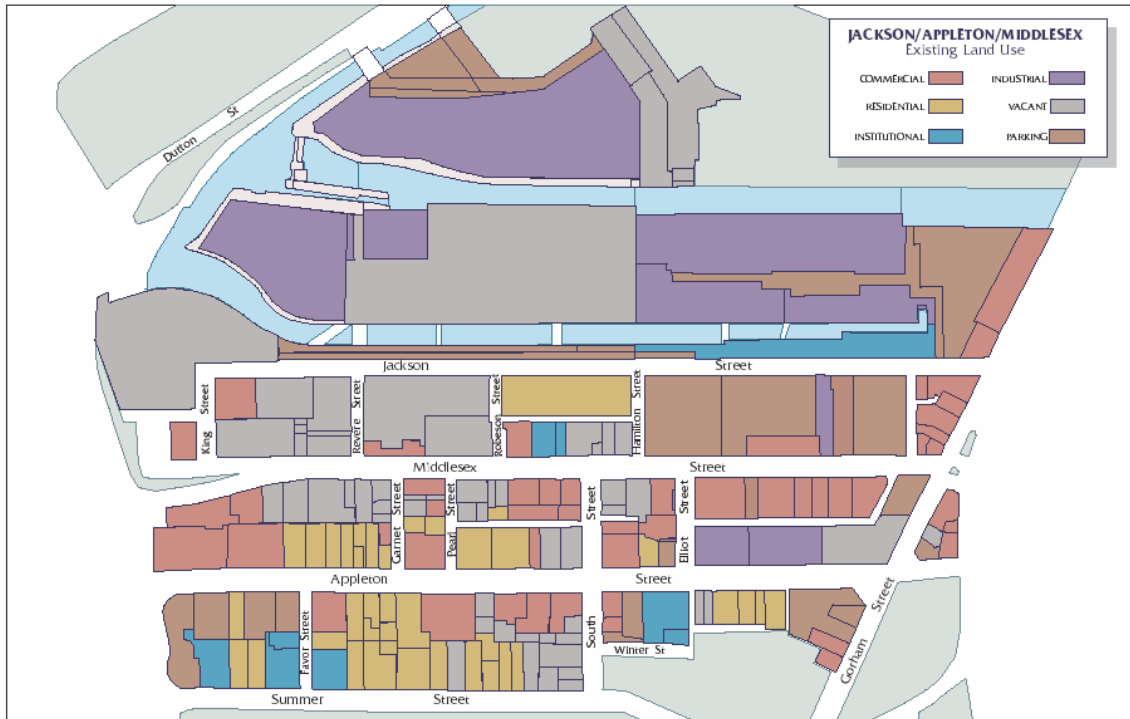 JACKSON/APPLETON/MIDDLESEX
Existing Land Use
COMMERCIAL
INDUSTRIAL
RESIDENTIAL
VACANT
INSTITUTIONAL
PARKING
Dutton St
Jackson Street
King Street
Revere Street
Robeson Street
Hamilton Street
Middlesex Street
Garnet Street
Pearl Street
South Street
Elliot Street
Appleton Street
Favor Street
Winter St
Gorham Street
Summer Street